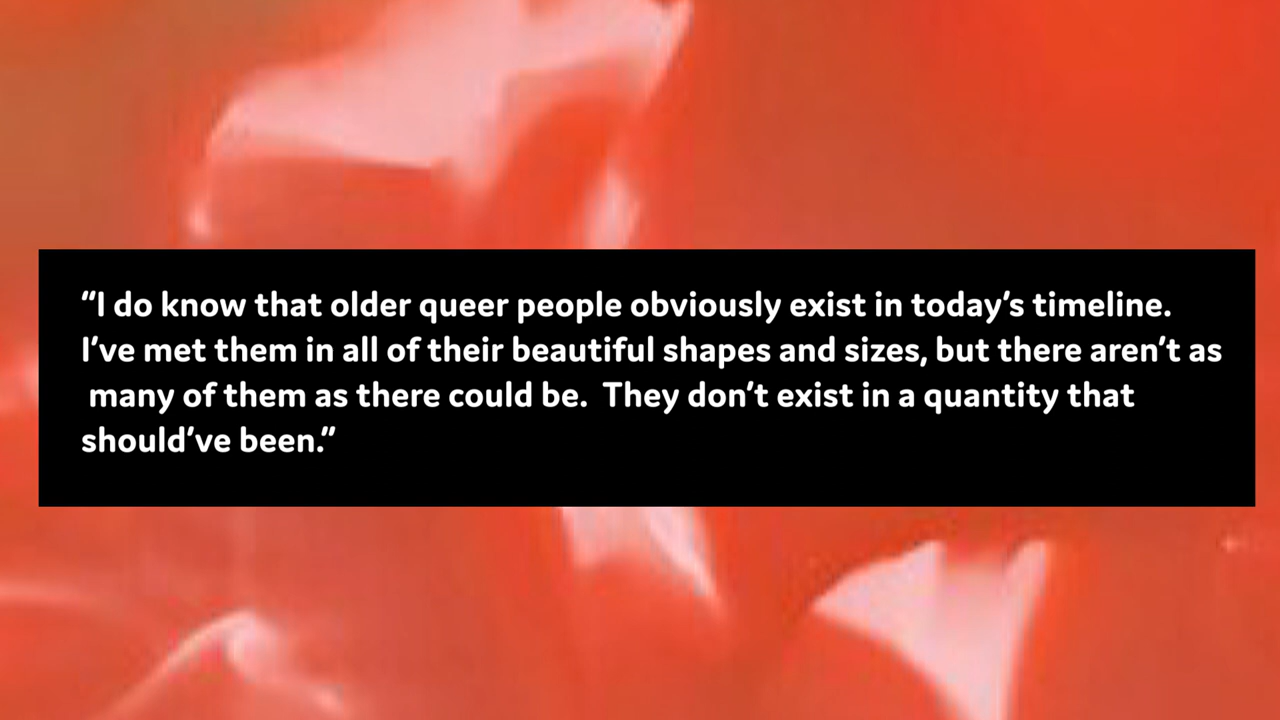 “I do know that older queer people obviously exist in today’s timeline.
I’ve met them in all of their beautiful shapes and sizes, but there aren’t as
many of them as there could be.  They don’t exist in a quantity that
should’ve been.”